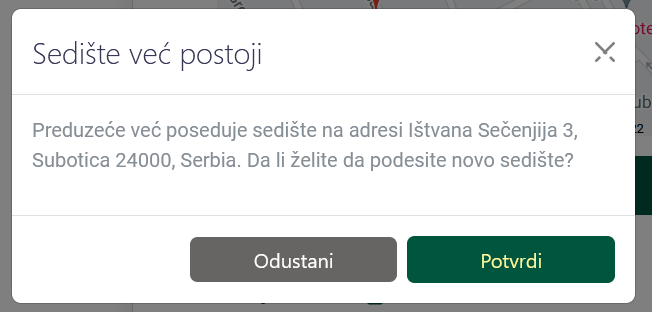 Sedište već postoji
Preduzeće već poseduje sedište na adresi Ištvana Sečenjija 3,
Subotica 24000, Serbia. Da li želite da podesite novo sedište?
Odustani
Potvrdi